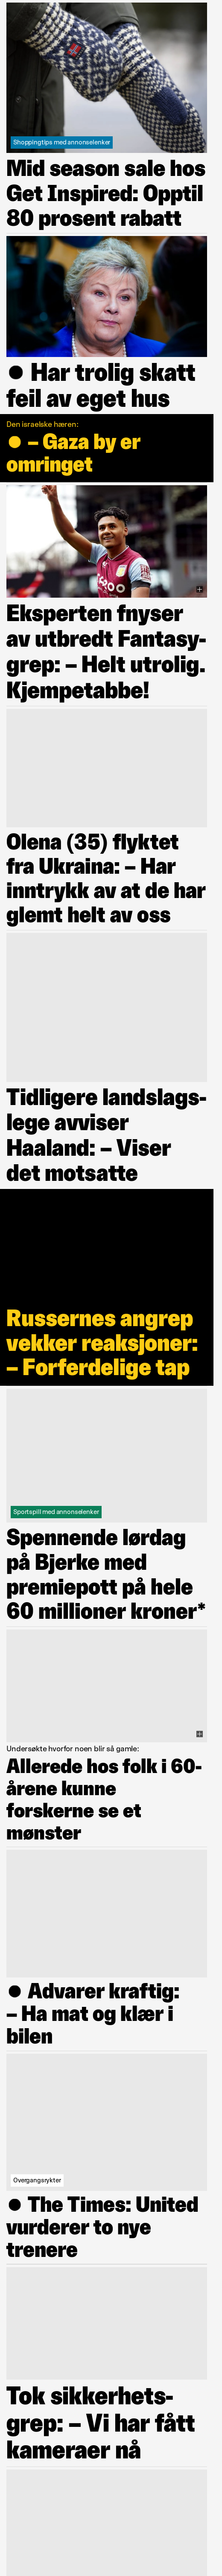 Shoppingtips med annonselenker
Mid season sale hos
Get Inspired: Opptil
80 prosent rabatt
● Har trolig skatt
feil av eget hus
Den israelske hæren:
● – Gaza by er
omringet
Eksperten fnyser
av utbredt Fantasy-
grep: – Helt utrolig.
Kjempetabbe!
Olena (35) flyktet
fra Ukraina: – Har
inntrykk av at de har
glemt helt av oss
Tidligere landslags-
lege avviser
Haaland: – Viser
det motsatte
Russernes angrep
vekker reaksjoner:
– Forferdelige tap
Sportspill med annonselenker
Spennende lørdag
på Bjerke med
premiepott på hele
60 millioner kroner*
Undersøkte hvorfor noen blir så gamle:
Allerede hos folk i 60-
årene kunne
forskerne se et
mønster
● Advarer kraftig:
– Ha mat og klær i
bilen
Overgangsrykter
● The Times: United
vurderer to nye
trenere
Tok sikkerhets-
grep: – Vi har fått
kameraer nå